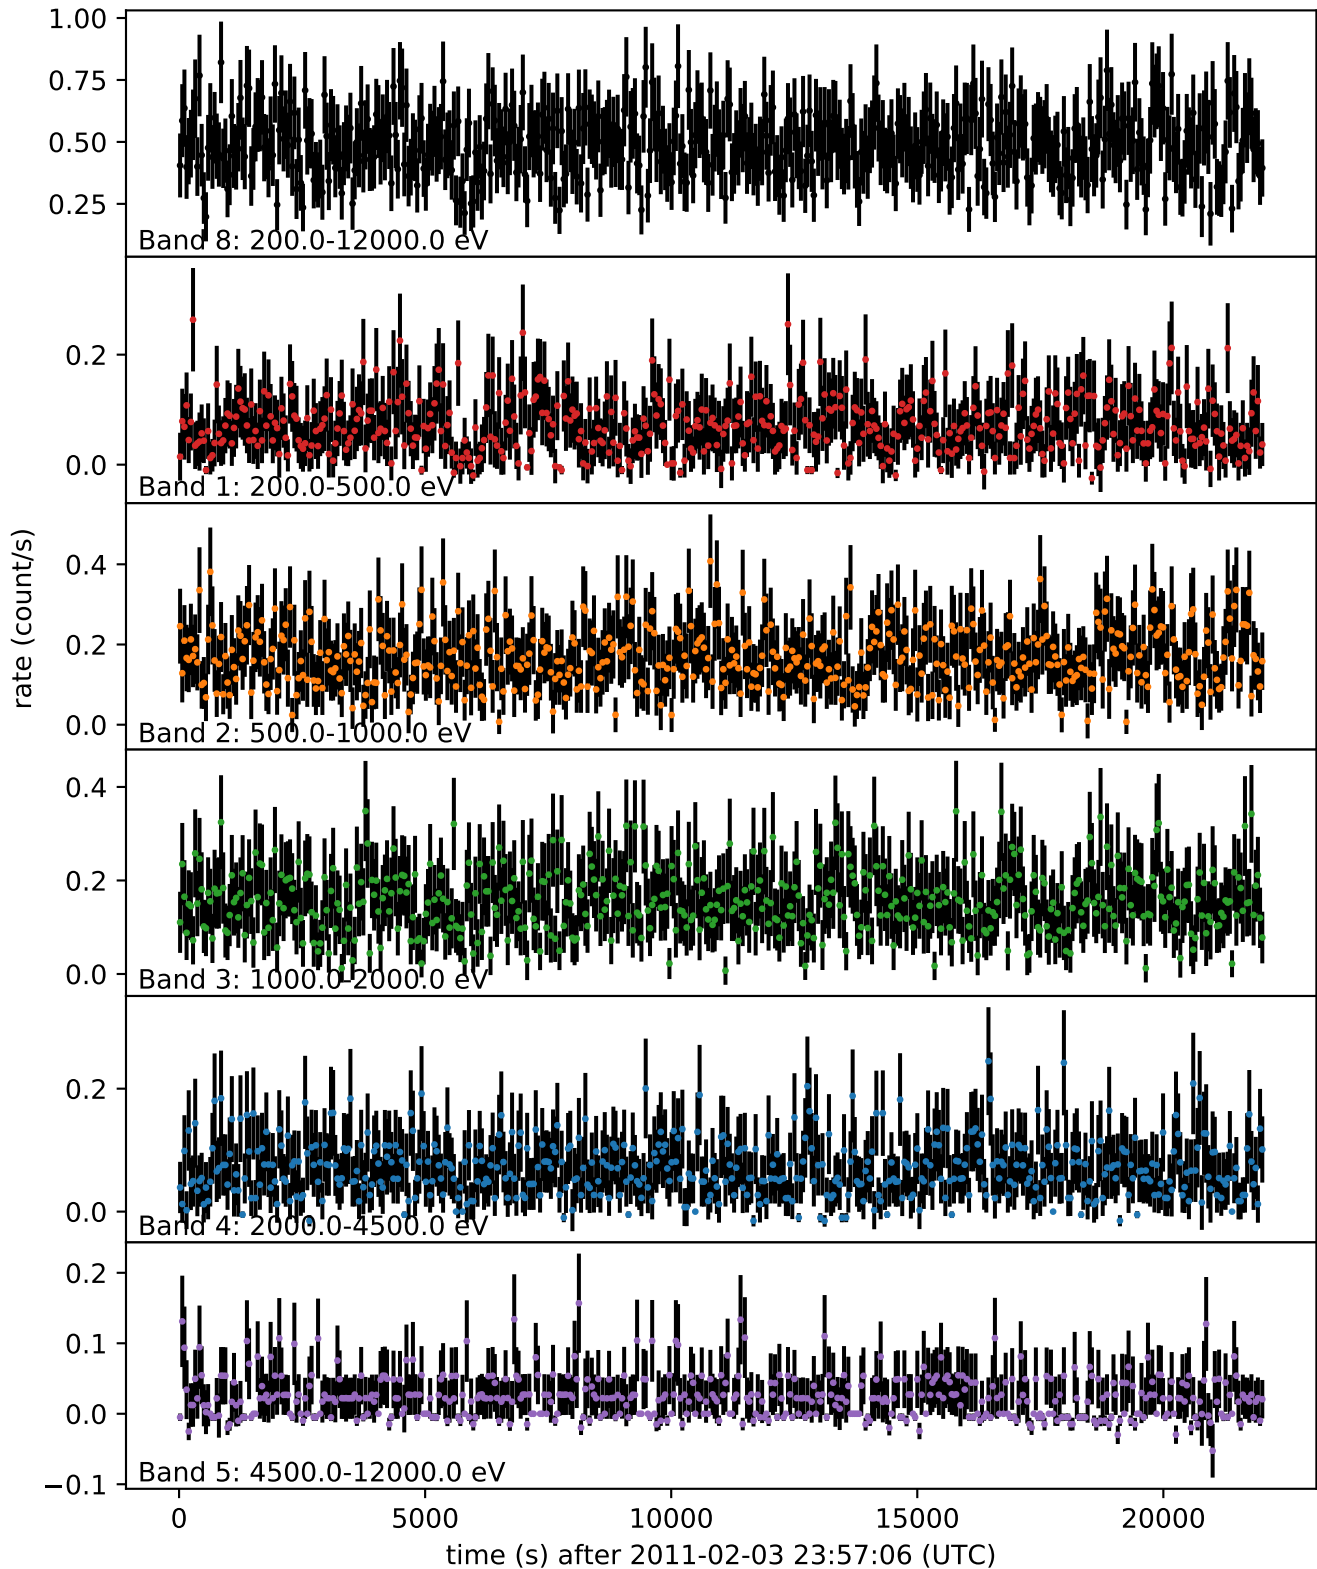 1.00
0.75
0.50
0.25
Band 8: 200.0-12000.0 eV
0.2
0.0
Band 1: 200.0-500.0 eV
0.4
0.2
0.0
Band 2: 500.0-1000.0 eV
rate (count/s)
0.4
0.2
0.0
Band 3: 1000.0-2000.0 eV
0.2
0.0
Band 4: 2000.0-4500.0 eV
0.2
0.1
0.0
−0.1
Band 5: 4500.0-12000.0 eV
0 5000 10000 15000 20000
time (s) after 2011-02-03 23:57:06 (UTC)